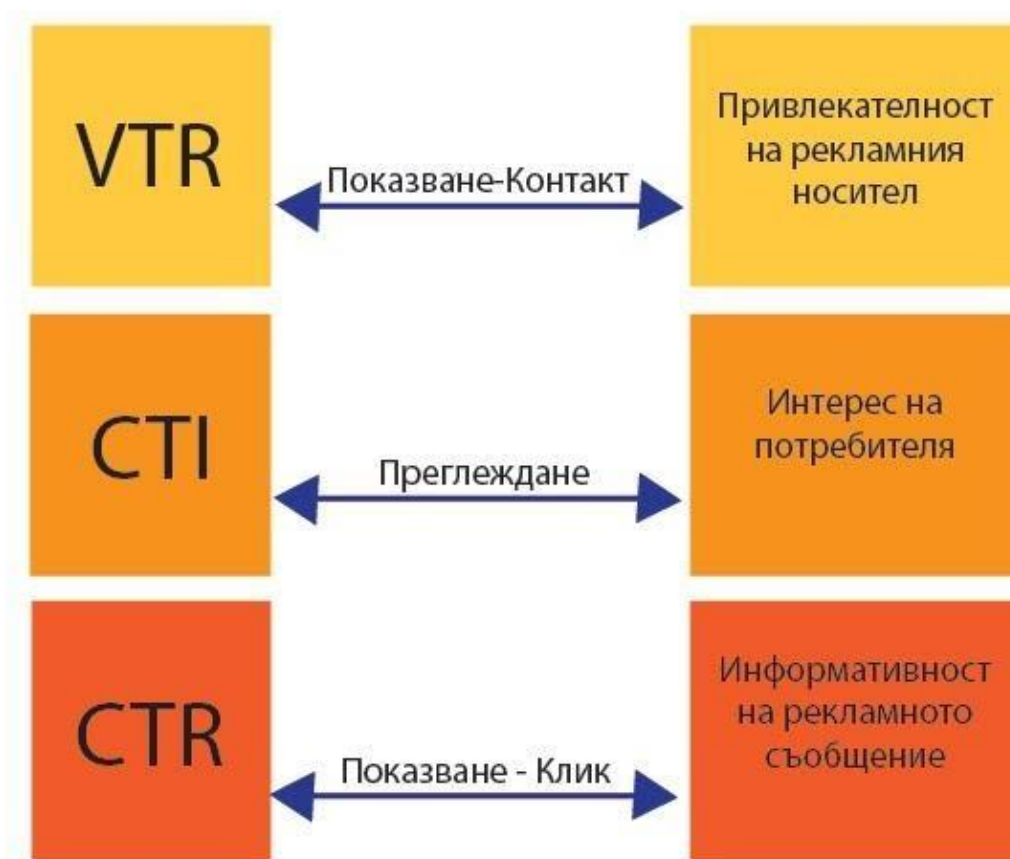 VTR
Показване-Контакт
Привлекателност
на рекламния
носител
CTI
Преглеждане
Интерес на
потребителя
CTR
Показване - Клик
Информативност
на рекламното
съобщение